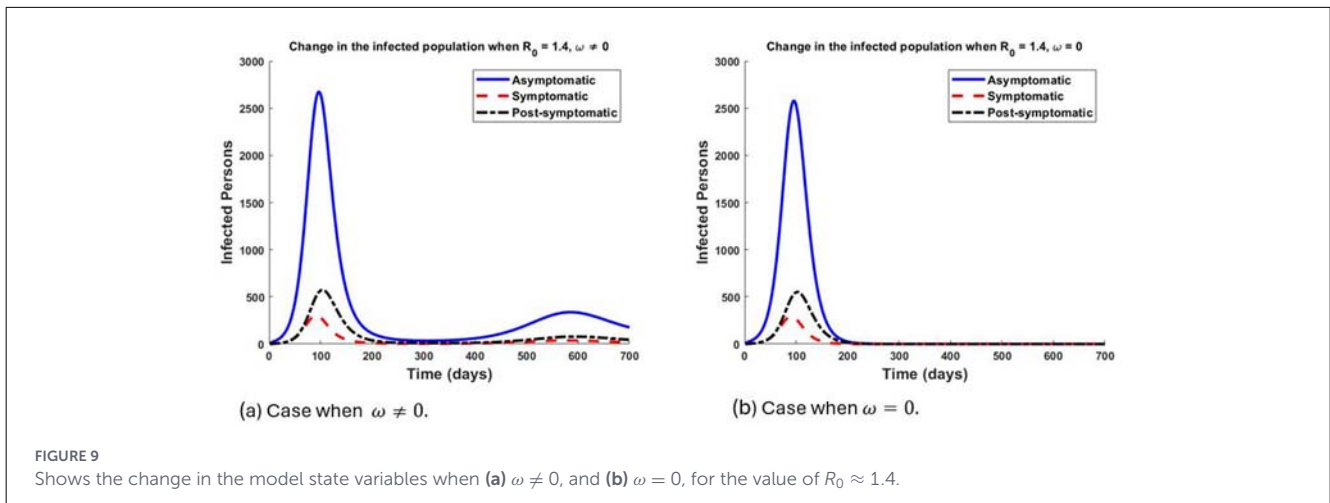 Change in the infected population when R0 = 1.4, ω ≠ 0
3000
2500
2000
1500
1000
500
0
Infected Persons
Asymptomatic
Symptomatic
Post-symptomatic
0 100 200 300 400 500 600 700
Time (days)
(a) Case when ω ≠ 0.
Change in the infected population when R0 = 1.4, ω = 0
3000
2500
2000
1500
1000
500
0
Infected Persons
Asymptomatic
Symptomatic
Post-symptomatic
0 100 200 300 400 500 600 700
Time (days)
(b) Case when ω = 0.
FIGURE 9
Shows the change in the model state variables when (a) ω ≠ 0, and (b) ω = 0, for the value of R0 ≈ 1.4.